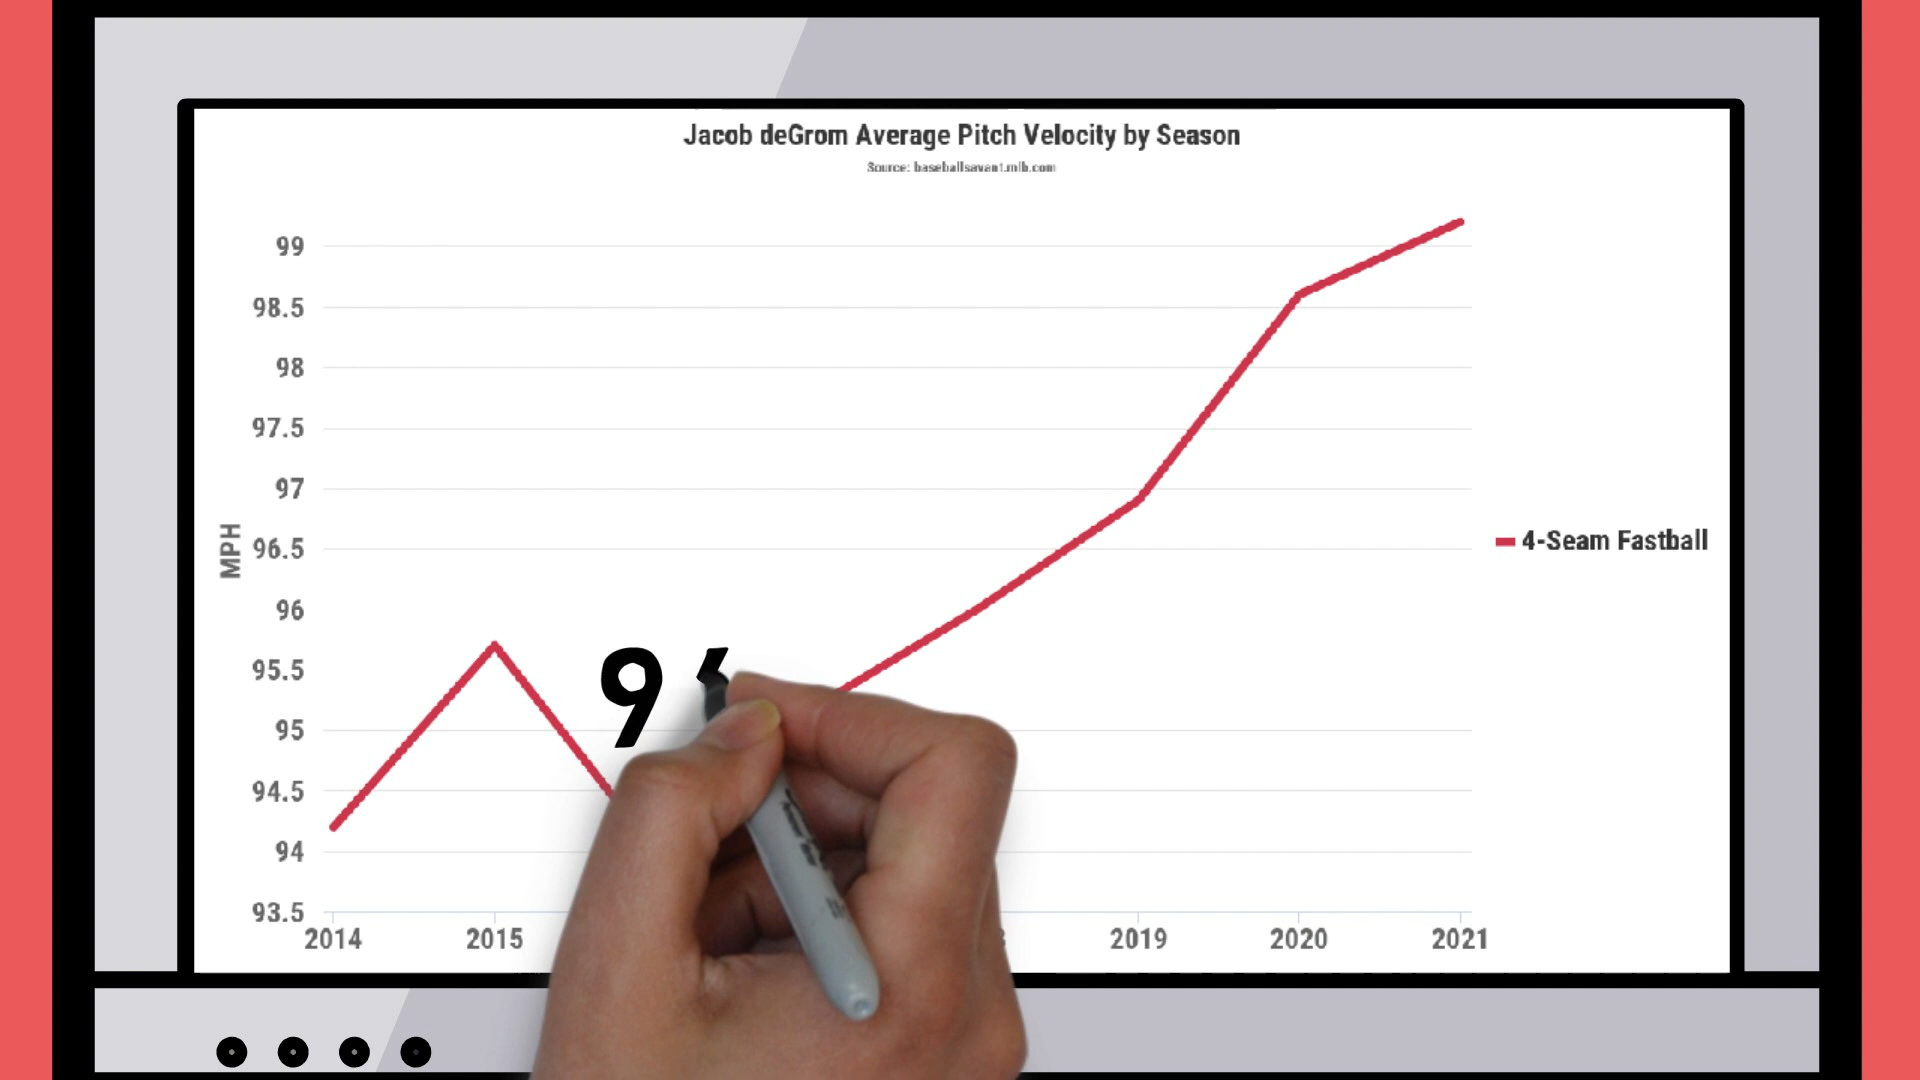 Jacob deGrom Average Pitch Velocity by Season
Source: baseballsavant.mlb.com
99
98.5
98
97.5
97
96.5
96
95.5
95
94.5
94
93.5
MPH
4-Seam Fastball
9
2014 2015 2019 2020 2021